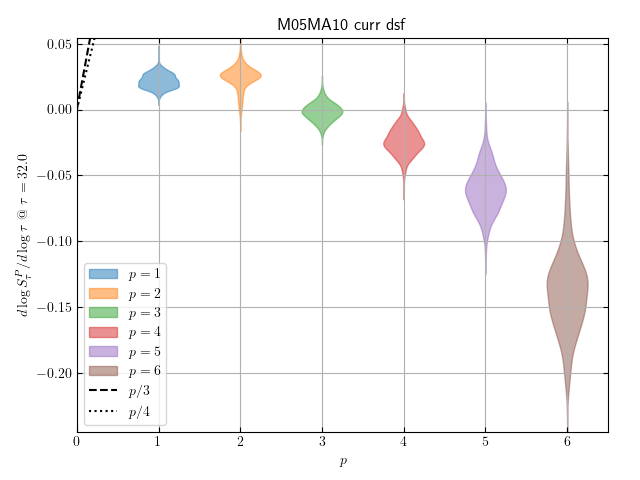 M05MA10 curr dsf
d log S_τ^P / d log τ @ τ = 32.0
0.05
0.00
−0.05
−0.10
−0.15
−0.20
p = 1
p = 2
p = 3
p = 4
p = 5
p = 6
p/3
p/4
0 1 2 3 4 5 6
p